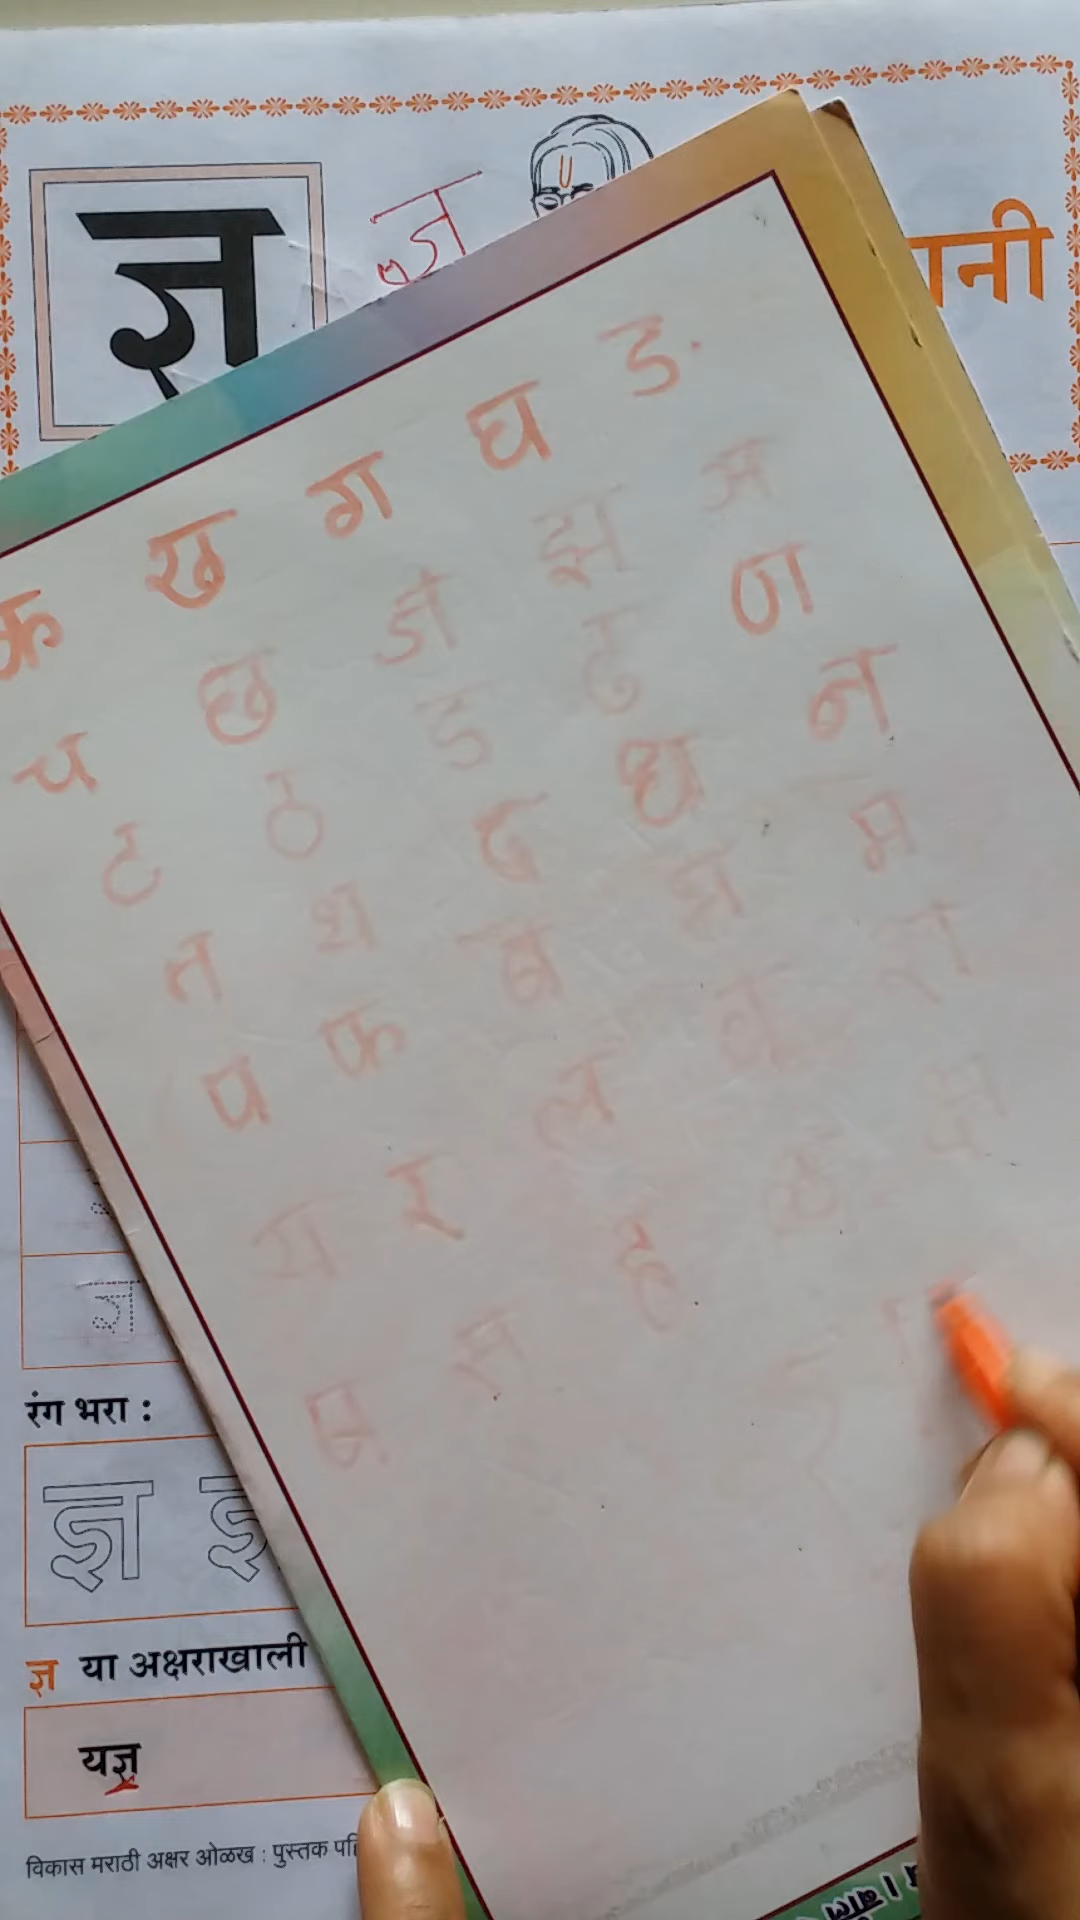 ज्ञ ज्ञ नी
क ख ग घ ङ
च छ ज झ ञ
ट ठ ड ढ ण
त थ द ध न
प फ ब भ म
य र ल व श
ष स ह ळ क्ष
ज्ञ
रंग भरा :
ज्ञ
ज्ञ या अक्षराखाली
यज्ञ
विकास मराठी अक्षर ओळख : पुस्तक